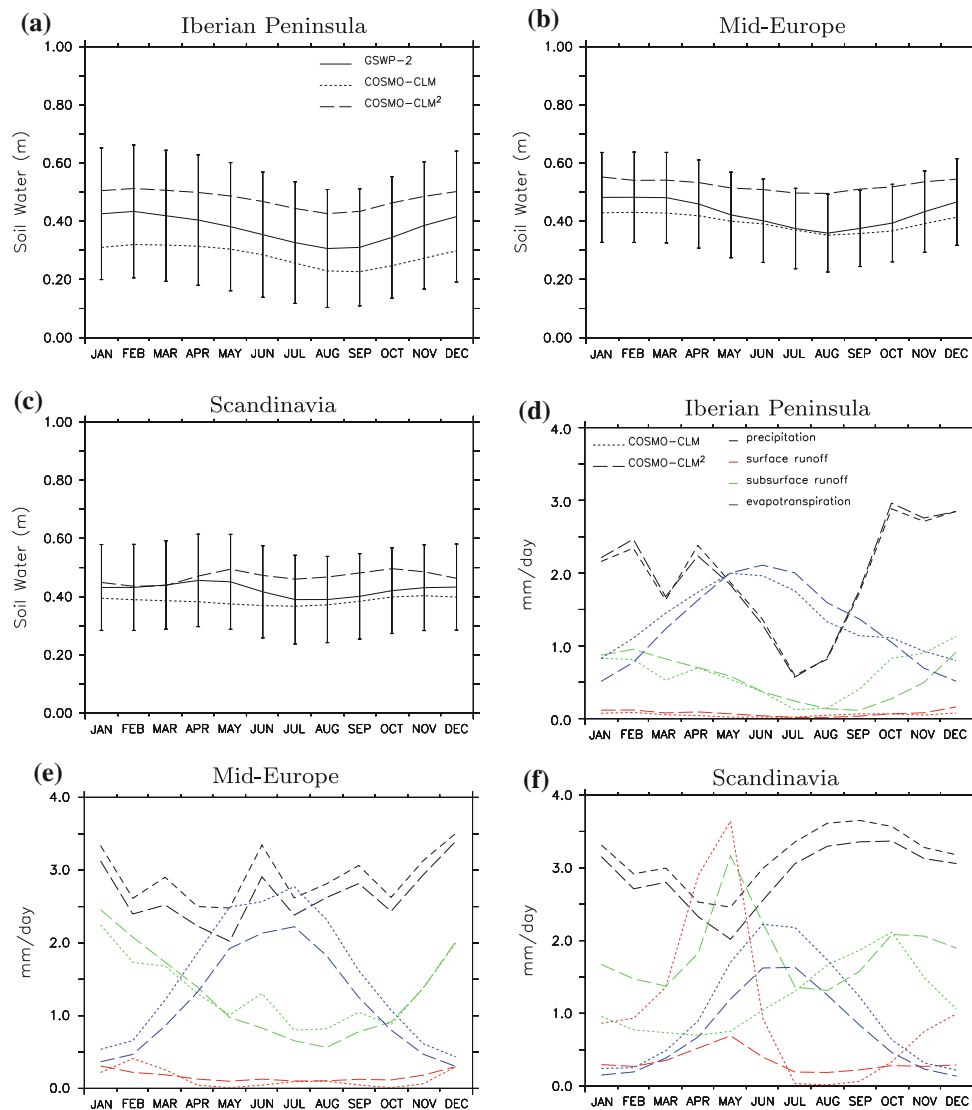 (a) Iberian Peninsula
1.00
0.80
0.60
0.40
0.20
0.00
Soil Water (m)
GSWP-2
COSMO-CLM
COSMO-CLM²
JAN FEB MAR APR MAY JUN JUL AUG SEP OCT NOV DEC
(b) Mid-Europe
1.00
0.80
0.60
0.40
0.20
0.00
Soil Water (m)
JAN FEB MAR APR MAY JUN JUL AUG SEP OCT NOV DEC
(c) Scandinavia
1.00
0.80
0.60
0.40
0.20
0.00
Soil Water (m)
JAN FEB MAR APR MAY JUN JUL AUG SEP OCT NOV DEC
(d) Iberian Peninsula
4.0
3.0
2.0
1.0
0.0
mm/day
COSMO-CLM
COSMO-CLM²
precipitation
surface runoff
subsurface runoff
evapotranspiration
JAN FEB MAR APR MAY JUN JUL AUG SEP OCT NOV DEC
(e) Mid-Europe
4.0
3.0
2.0
1.0
0.0
mm/day
JAN FEB MAR APR MAY JUN JUL AUG SEP OCT NOV DEC
(f) Scandinavia
4.0
3.0
2.0
1.0
0.0
mm/day
JAN FEB MAR APR MAY JUN JUL AUG SEP OCT NOV DEC